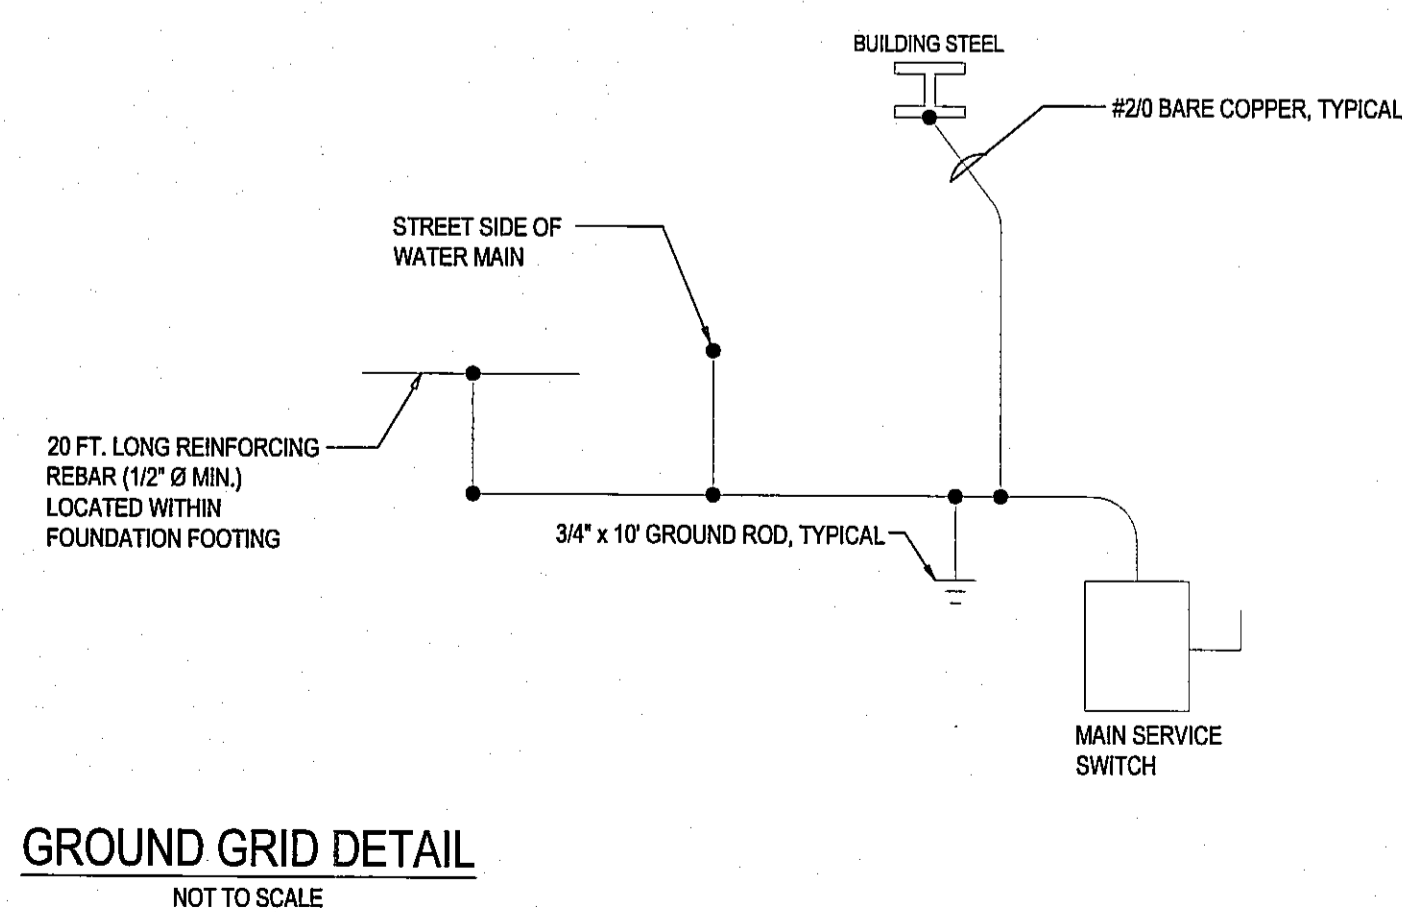 BUILDING STEEL
#2/0 BARE COPPER, TYPICAL
STREET SIDE OF
WATER MAIN
20 FT. LONG REINFORCING
REBAR (1/2" Ø MIN.)
LOCATED WITHIN
FOUNDATION FOOTING
3/4" x 10' GROUND ROD, TYPICAL
MAIN SERVICE
SWITCH
GROUND GRID DETAIL
NOT TO SCALE